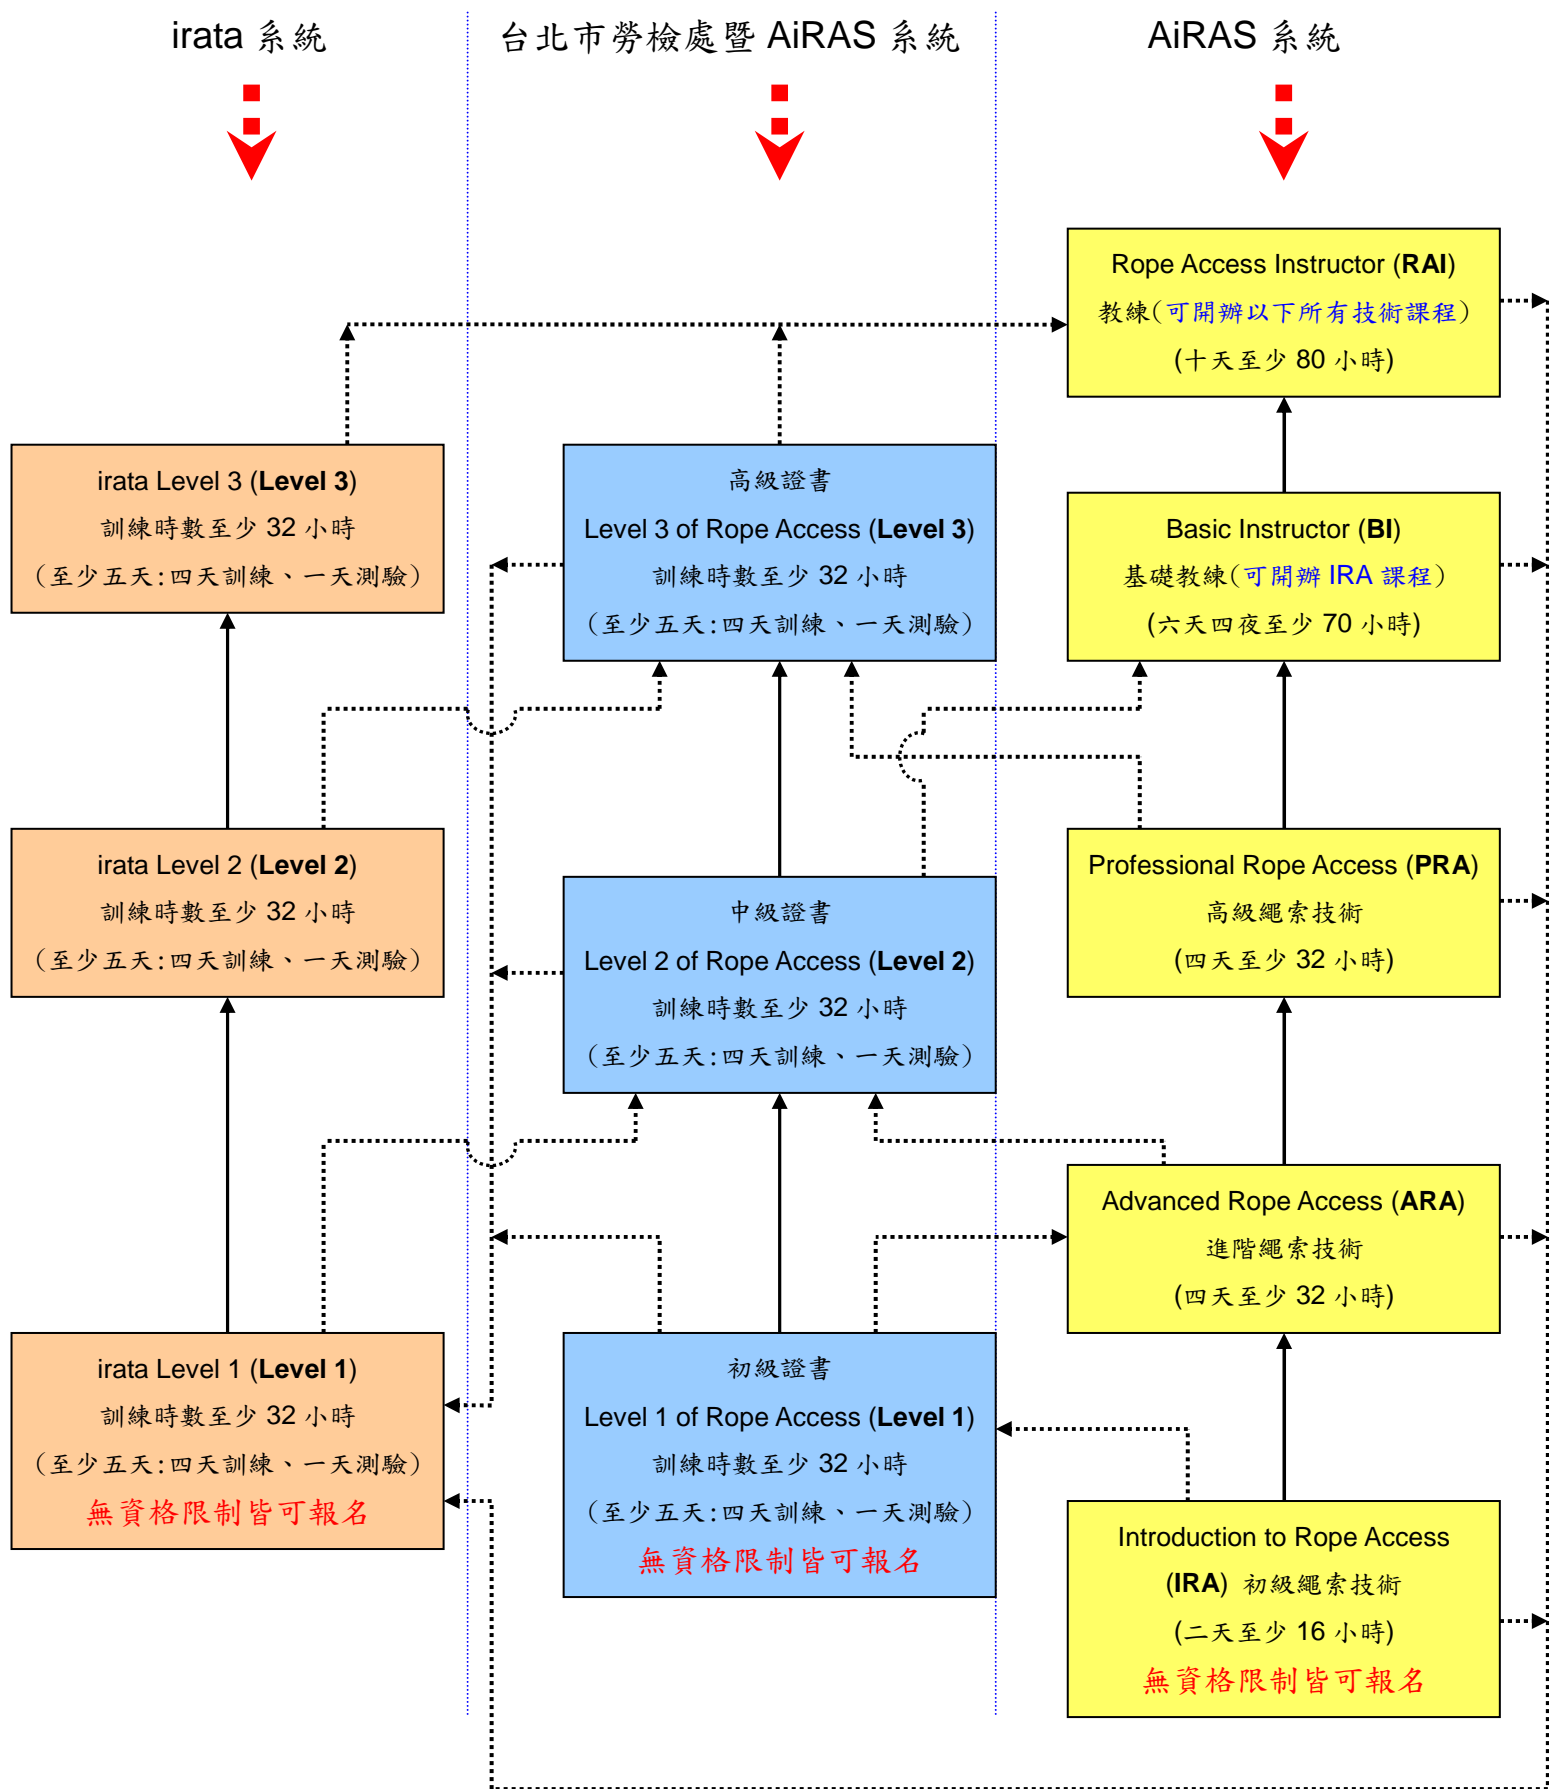 irata 系統
台北市勞檢處暨 AiRAS 系統
AiRAS 系統
Rope Access Instructor (RAI)
教練(可開辦以下所有技術課程)
(十天至少 80 小時)
irata Level 3 (Level 3)
訓練時數至少 32 小時
(至少五天:四天訓練、一天測驗)
高級證書
Level 3 of Rope Access (Level 3)
訓練時數至少 32 小時
(至少五天:四天訓練、一天測驗)
Basic Instructor (BI)
基礎教練(可開辦 IRA 課程)
(六天四夜至少 70 小時)
irata Level 2 (Level 2)
訓練時數至少 32 小時
(至少五天:四天訓練、一天測驗)
中級證書
Level 2 of Rope Access (Level 2)
訓練時數至少 32 小時
(至少五天:四天訓練、一天測驗)
Professional Rope Access (PRA)
高級繩索技術
(四天至少 32 小時)
Advanced Rope Access (ARA)
進階繩索技術
(四天至少 32 小時)
irata Level 1 (Level 1)
訓練時數至少 32 小時
(至少五天:四天訓練、一天測驗)
無資格限制皆可報名
初級證書
Level 1 of Rope Access (Level 1)
訓練時數至少 32 小時
(至少五天:四天訓練、一天測驗)
無資格限制皆可報名
Introduction to Rope Access
(IRA) 初級繩索技術
(二天至少 16 小時)
無資格限制皆可報名